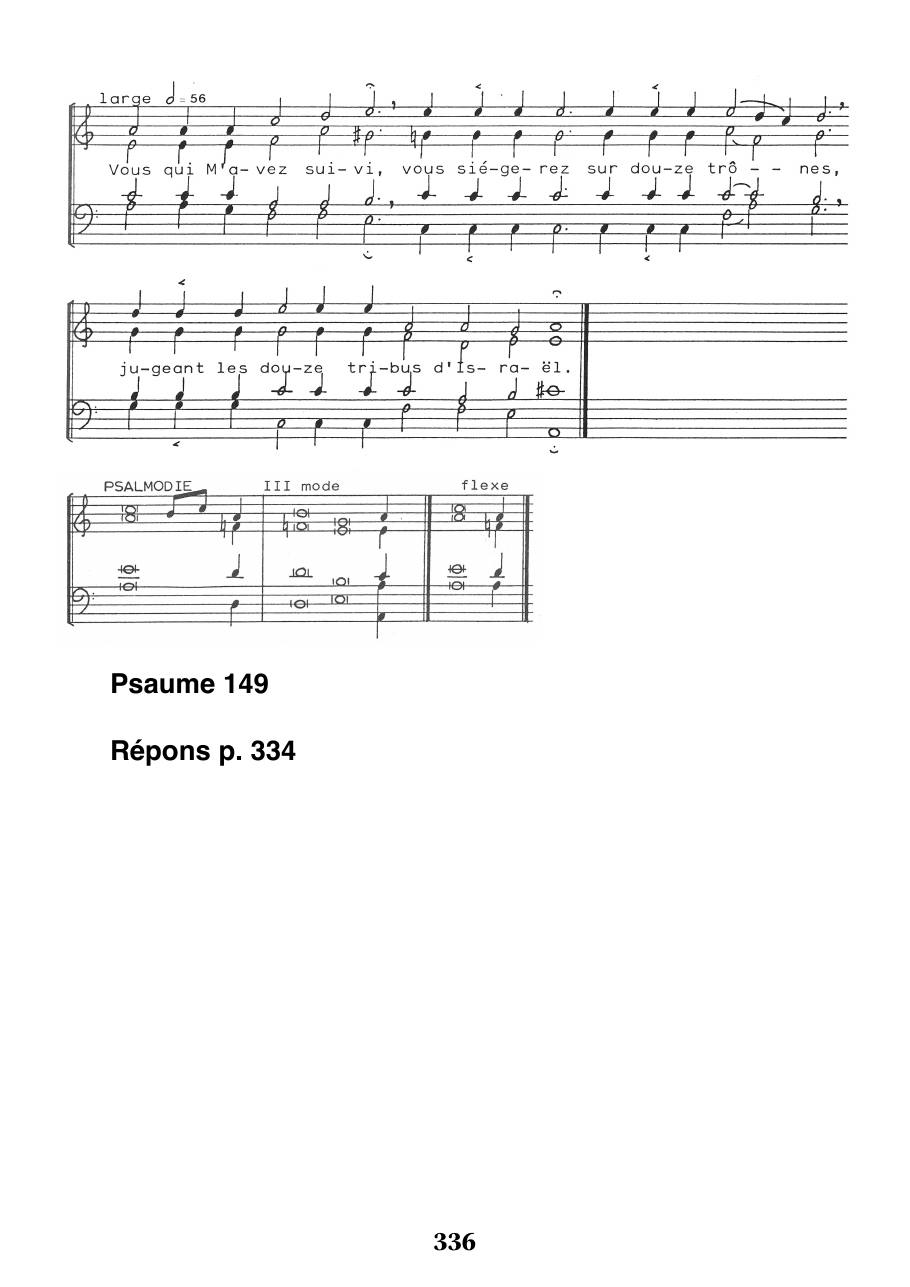 large = 56
Vous qui M'a-vez sui-vi, vous sié-ge-rez sur dou-ze trô - - nes,
ju-geant les dou-ze tri-bus d'Is-ra-ël.
PSALMODIE III mode flexe
Psaume 149
Répons p. 334
336